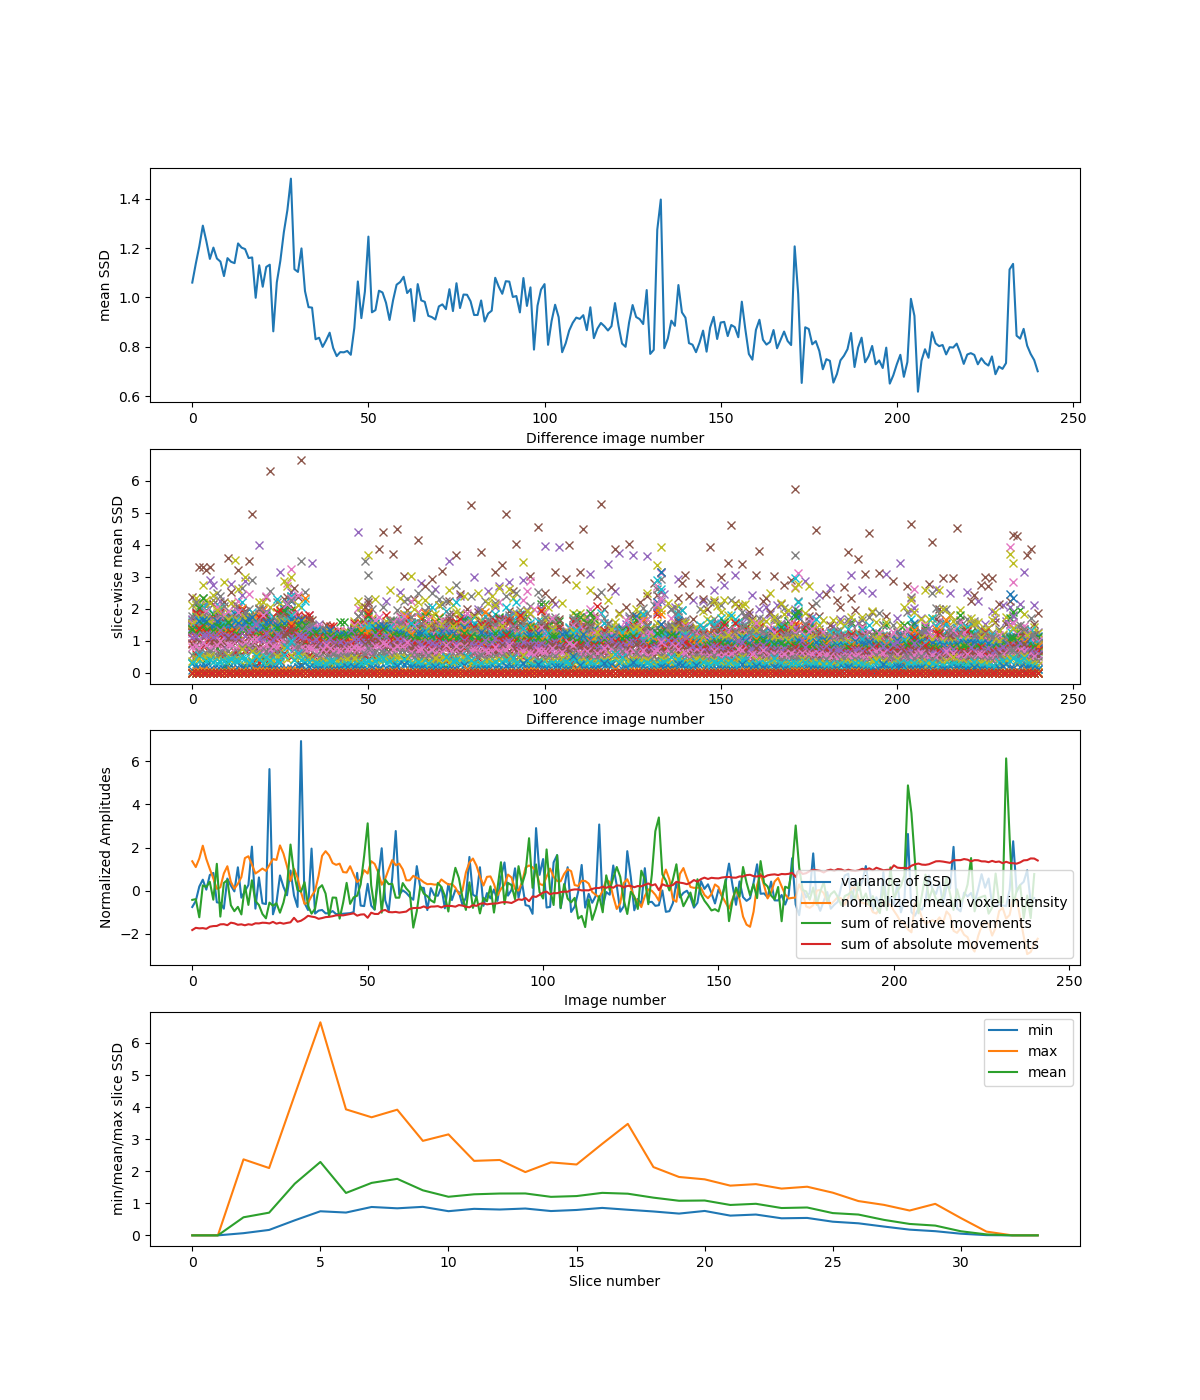 1.4
1.2
1.0
0.8
0.6
mean SSD
0 50 100 150 200 250
Difference image number
6
5
4
3
2
1
0
slice-wise mean SSD
0 50 100 150 200 250
Difference image number
6
4
2
0
−2
Normalized Amplitudes
variance of SSD
normalized mean voxel intensity
sum of relative movements
sum of absolute movements
0 50 100 150 200 250
Image number
6
5
4
3
2
1
0
min/mean/max slice SSD
min
max
mean
0 5 10 15 20 25 30
Slice number